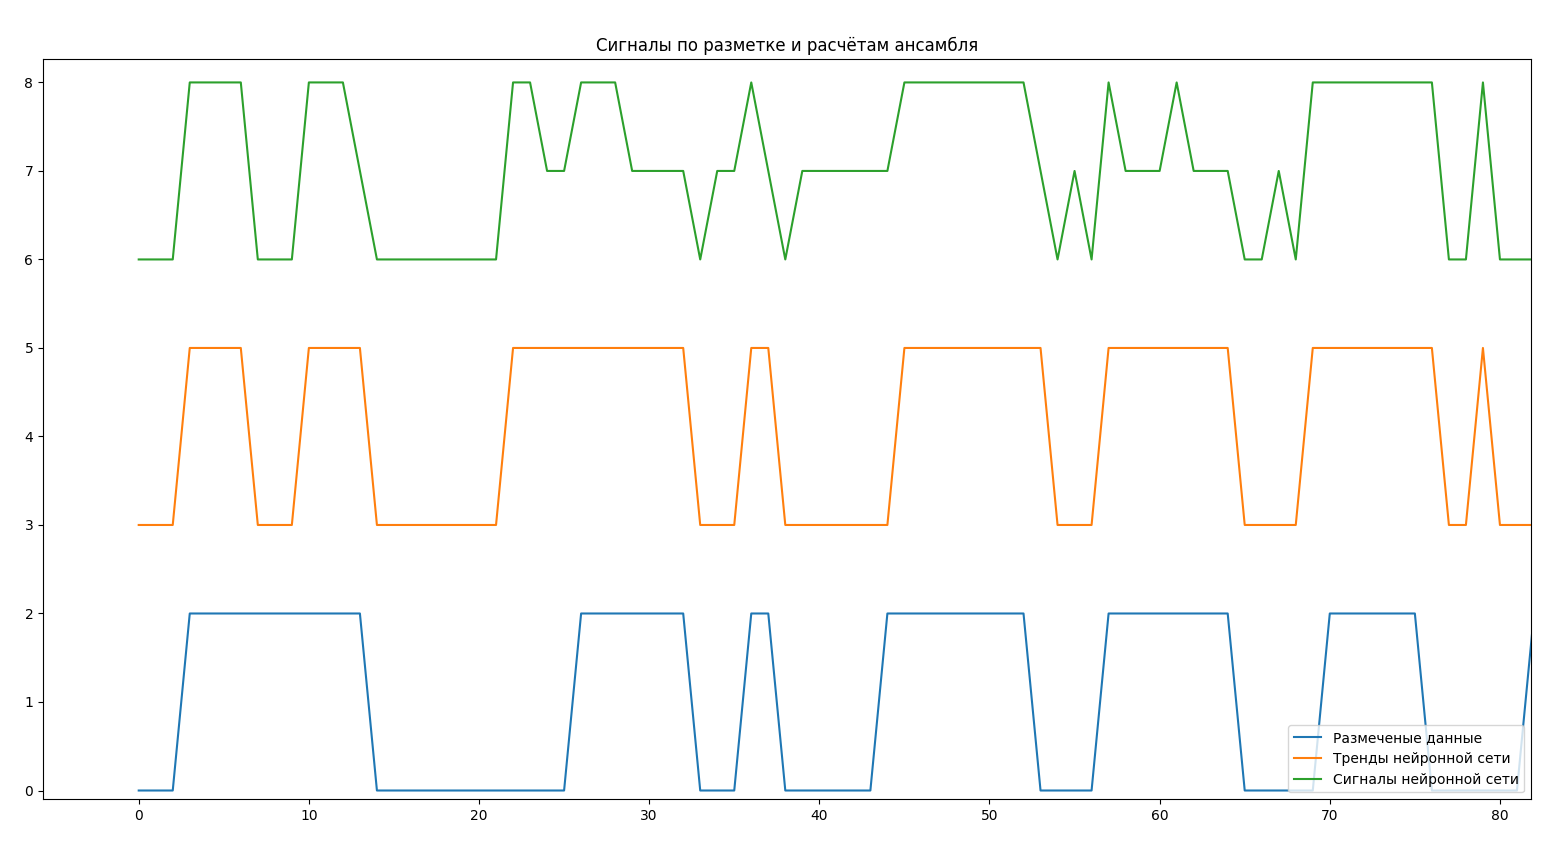 Сигналы по разметке и расчётам ансамбля
8
7
6
5
4
3
2
1
0
0 10 20 30 40 50 60 70 80
Размеченые данные
Тренды нейронной сети
Сигналы нейронной сети